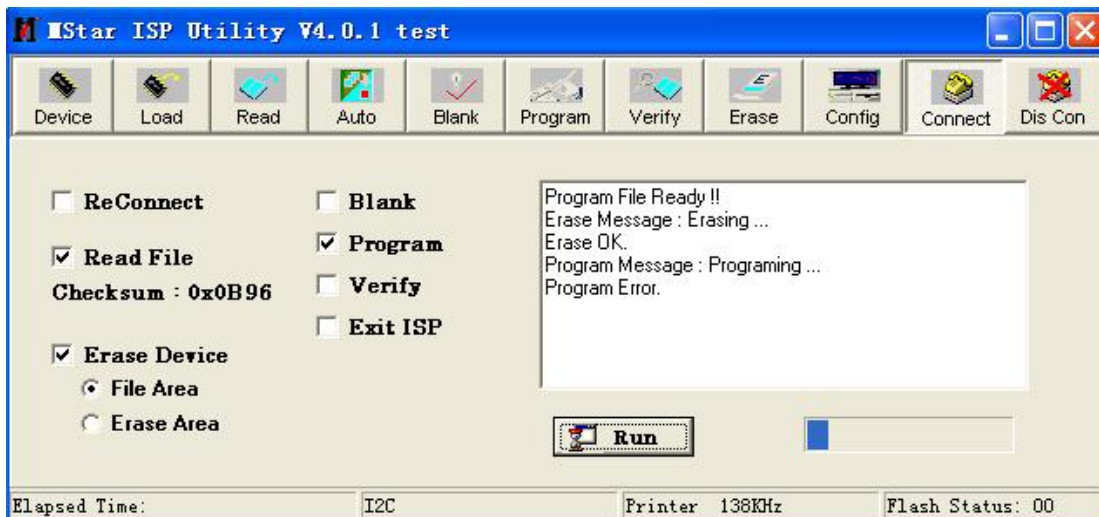 MStar ISP Utility V4.0.1 test
Device Load Read Auto Blank Program Verify Erase Config Connect Dis Con
ReConnect
Read File
Checksum : 0x0B96
Erase Device
File Area
Erase Area
Blank
Program
Verify
Exit ISP
Program File Ready !!
Erase Message : Erasing ...
Erase OK.
Program Message : Programing ...
Program Error.
Run
Elapsed Time: I2C Printer 138KHz Flash Status: 00